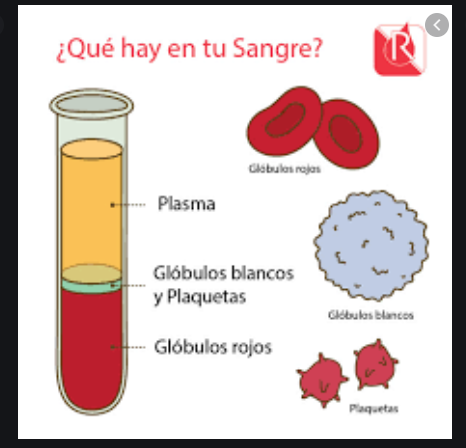 ¿Qué hay en tu Sangre?
R
Glóbulos rojos
Plasma
Glóbulos blancos
y Plaquetas
Glóbulos blancos
Glóbulos rojos
Plaquetas